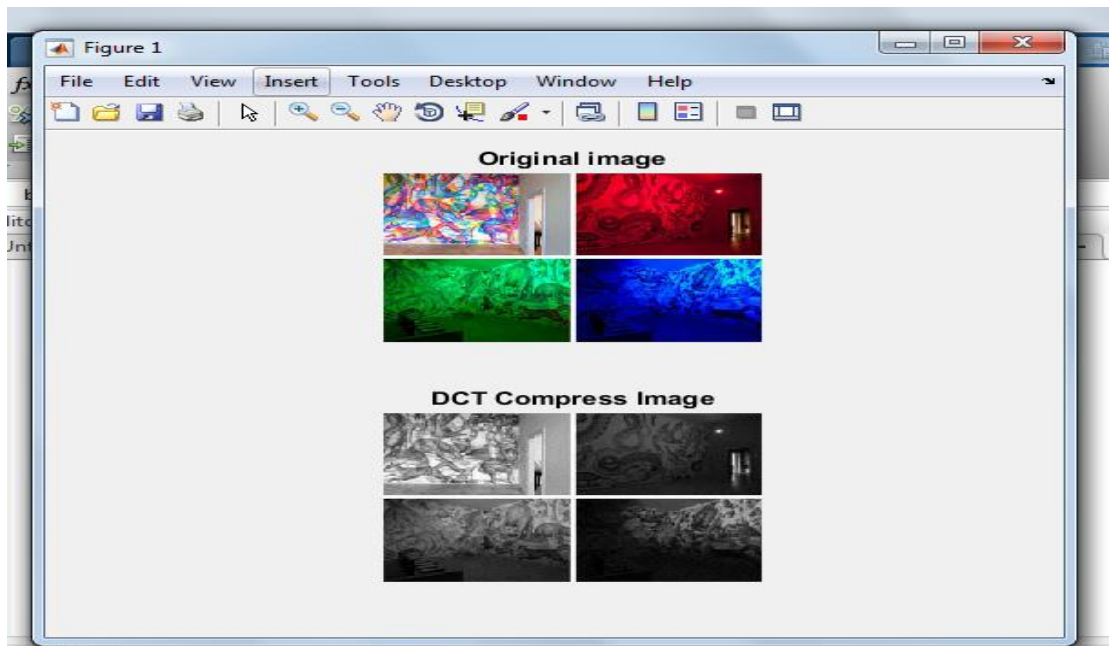 Figure 1
File Edit View Insert Tools Desktop Window Help
Original image
DCT Compress Image